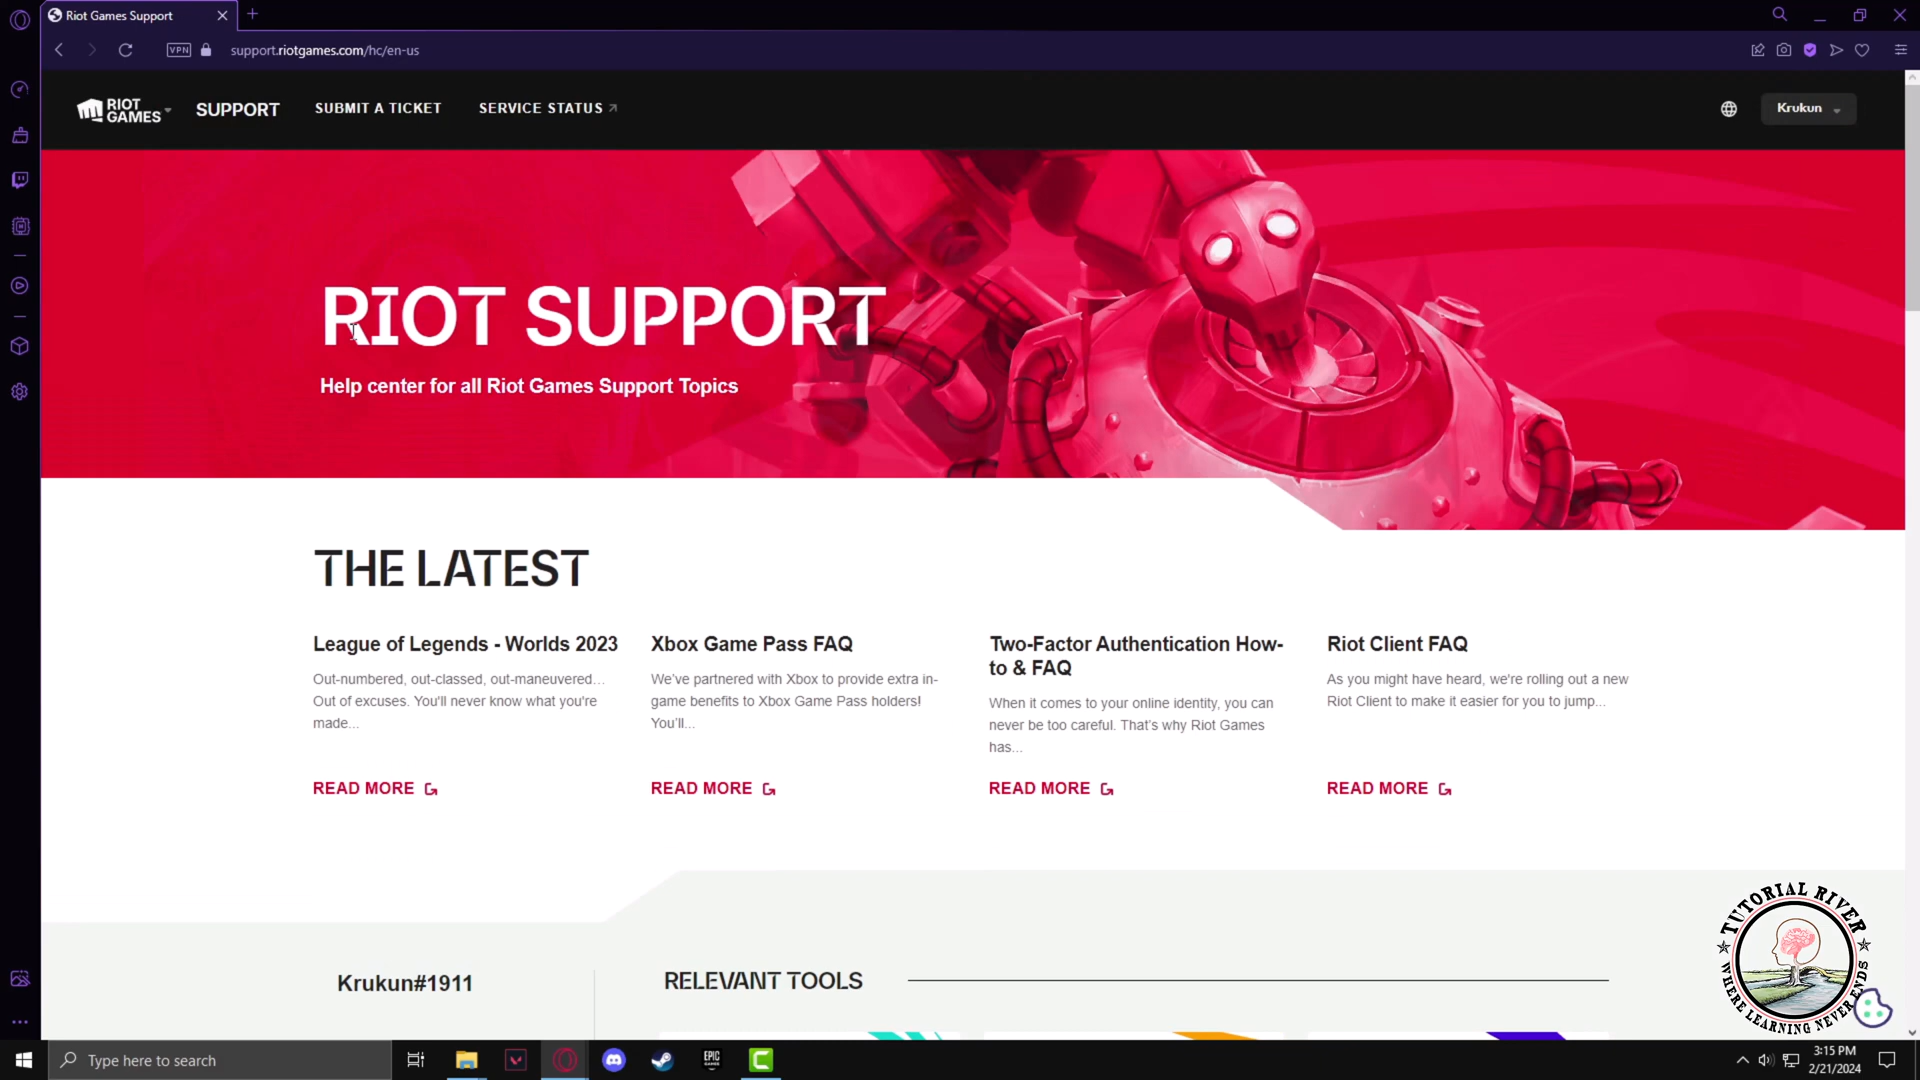 Riot Games Support
VPN
support.riotgames.com/hc/en-us
RIOT
GAMES
SUPPORT
SUBMIT A TICKET
SERVICE STATUS
Krukun
RIOT SUPPORT
Help center for all Riot Games Support Topics
THE LATEST
League of Legends - Worlds 2023
Out-numbered, out-classed, out-maneuvered…
Out of excuses. You'll never know what you're
made...
READ MORE
Xbox Game Pass FAQ
We've partnered with Xbox to provide extra in-
game benefits to Xbox Game Pass holders!
You'll...
READ MORE
Two-Factor Authentication How-
to & FAQ
When it comes to your online identity, you can
never be too careful. That's why Riot Games
has...
READ MORE
Riot Client FAQ
As you might have heard, we're rolling out a new
Riot Client to make it easier for you to jump...
READ MORE
Krukun#1911
RELEVANT TOOLS
TUTORIAL RIVER
WHERE LEARNING NEVER ENDS
Type here to search
EPIC
GAMES
3:15 PM
2/21/2024